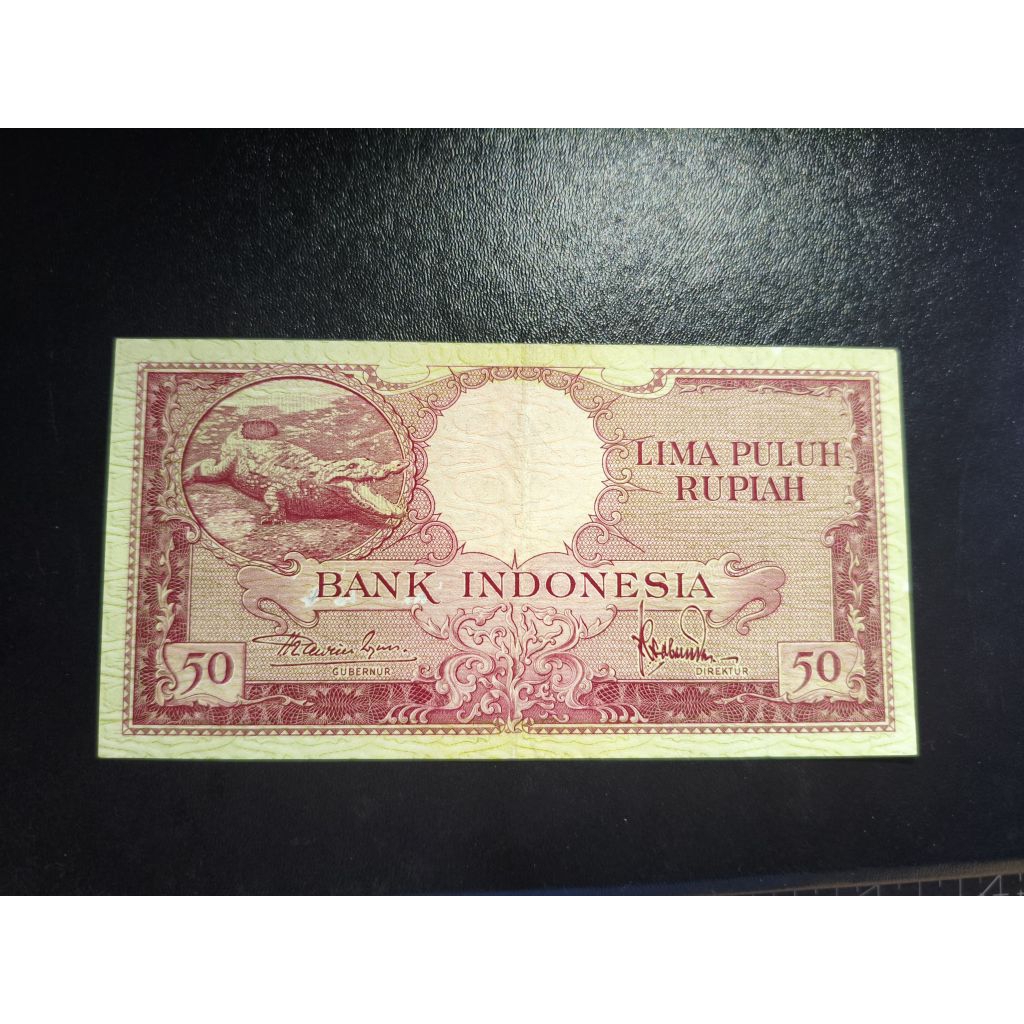 LIMA PULUH
RUPIAH
BANK INDONESIA
GUBERNUR
DIREKTUR
50
50